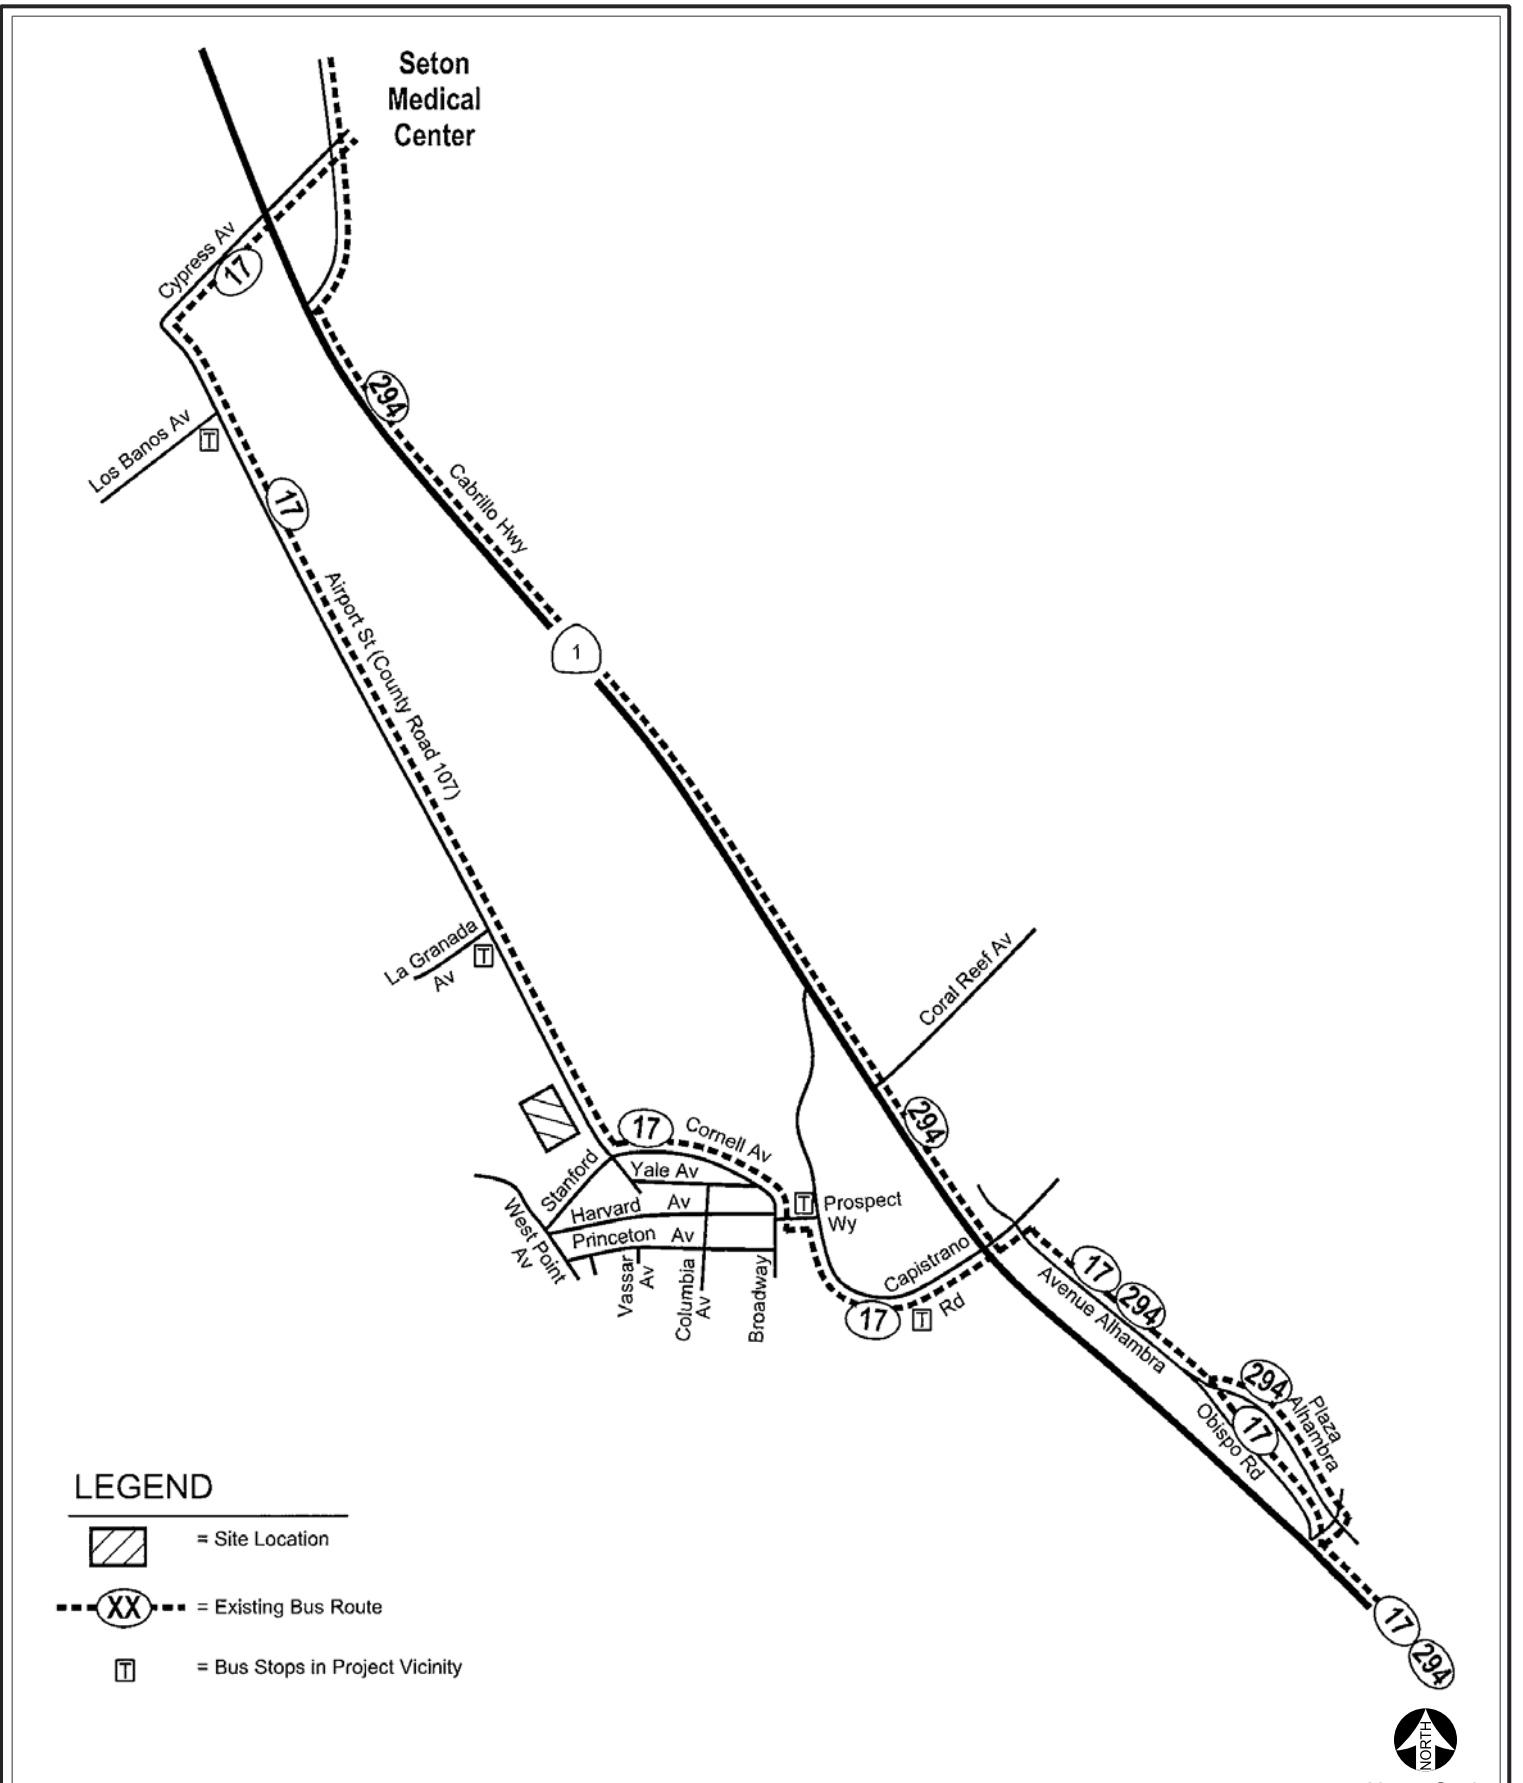 Seton
Medical
Center
Cypress Av
17
294
Los Banos Av
T
17
Cabrillo Hwy
Airport St (County Road 107)
1
La Granada
Av
T
Coral Reef Av
294
17
Cornell Av
Stanford
Yale Av
Harvard Av
Princeton Av
West Point
Av
Vassar
Av
Columbia
Av
Broadway
T
Prospect
Wy
Capistrano
Rd
17
T
17
294
Avenue Alhambra
294
Plaza
Alhambra
17
Obispo Rd
17
294
LEGEND
= Site Location
XX
= Existing Bus Route
T
= Bus Stops in Project Vicinity
NORTH